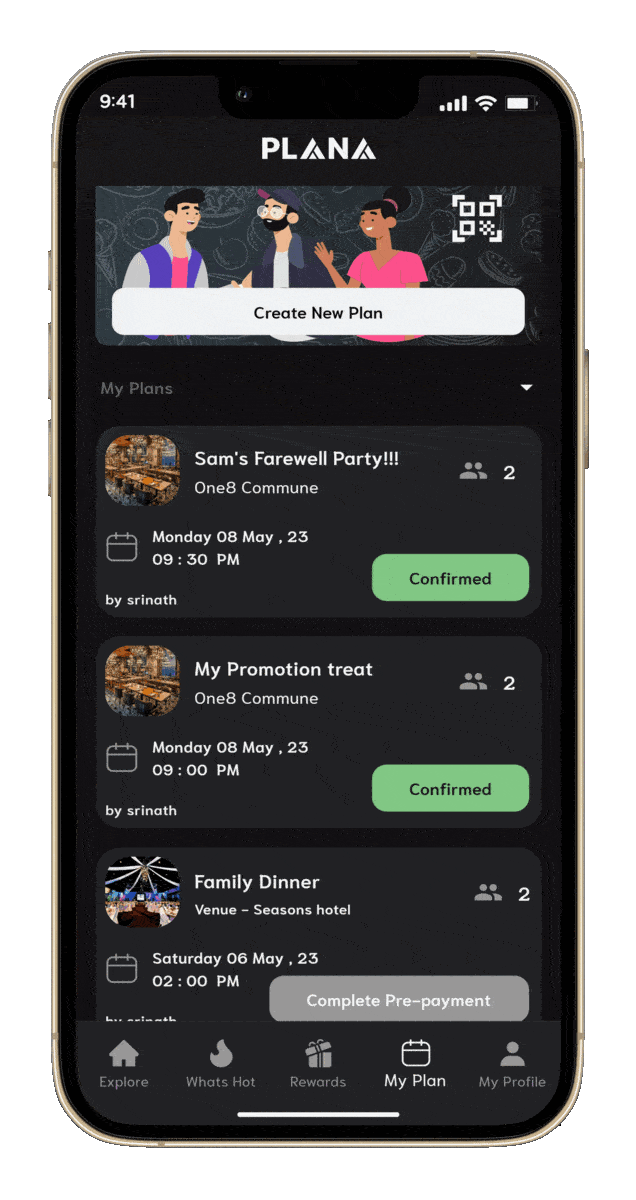 9:41
PLANA
Create New Plan
My Plans
Sam's Farewell Party!!!
2
One8 Commune
Monday 08 May , 23
09 : 30 PM
Confirmed
by srinath
My Promotion treat
2
One8 Commune
Monday 08 May , 23
09 : 00 PM
Confirmed
by srinath
Family Dinner
2
Venue - Seasons hotel
Saturday 06 May , 23
02 : 00 PM
Complete Pre-payment
by srinath
Explore
Whats Hot
Rewards
My Plan
My Profile